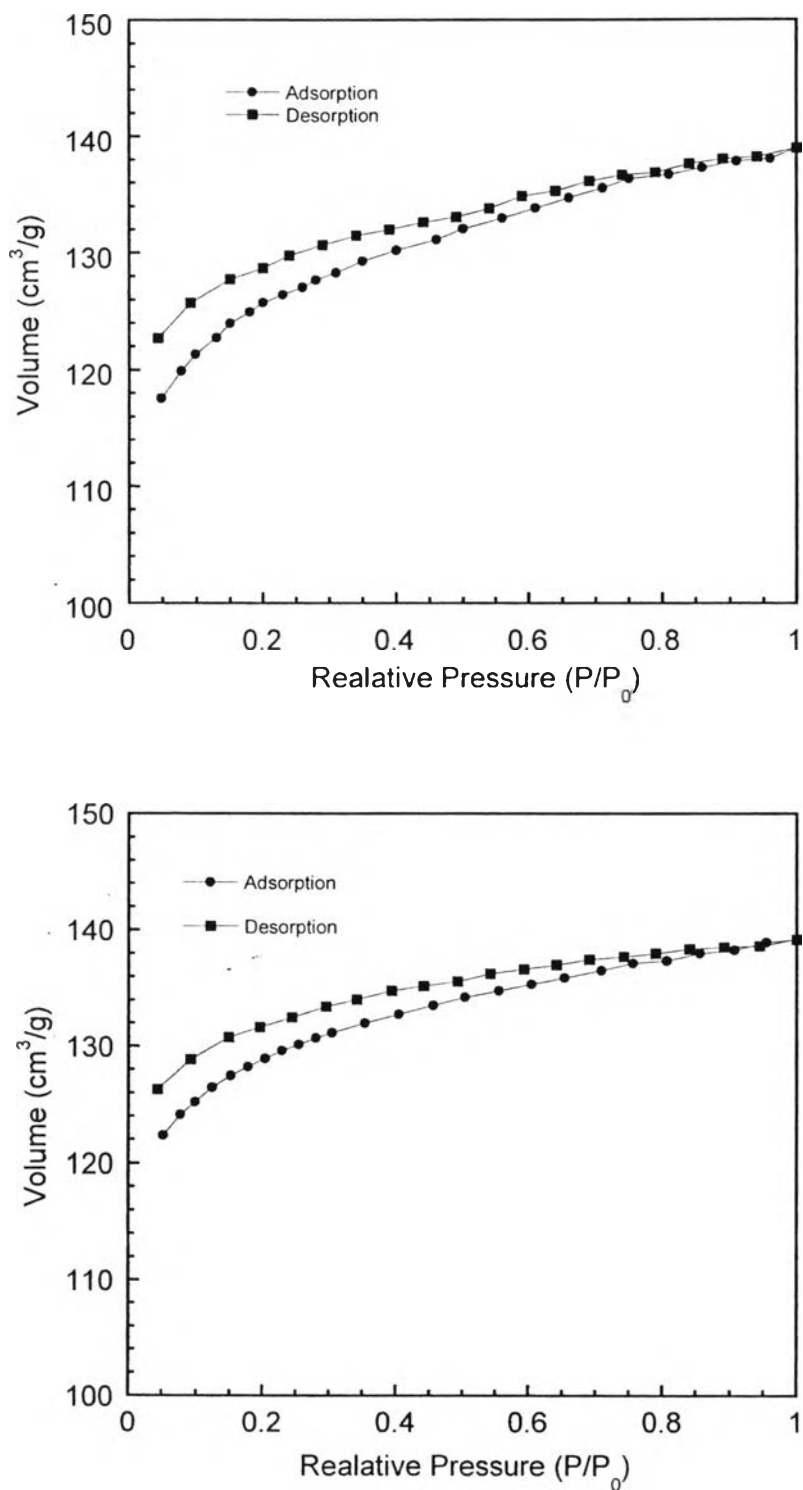 150
140
130
120
110
100
Volume (cm³/g)
Adsorption
Desorption
0 0.2 0.4 0.6 0.8 1
Realative Pressure (P/P₀)
150
140
130
120
110
100
Volume (cm³/g)
Adsorption
Desorption
0 0.2 0.4 0.6 0.8 1
Realative Pressure (P/P₀)